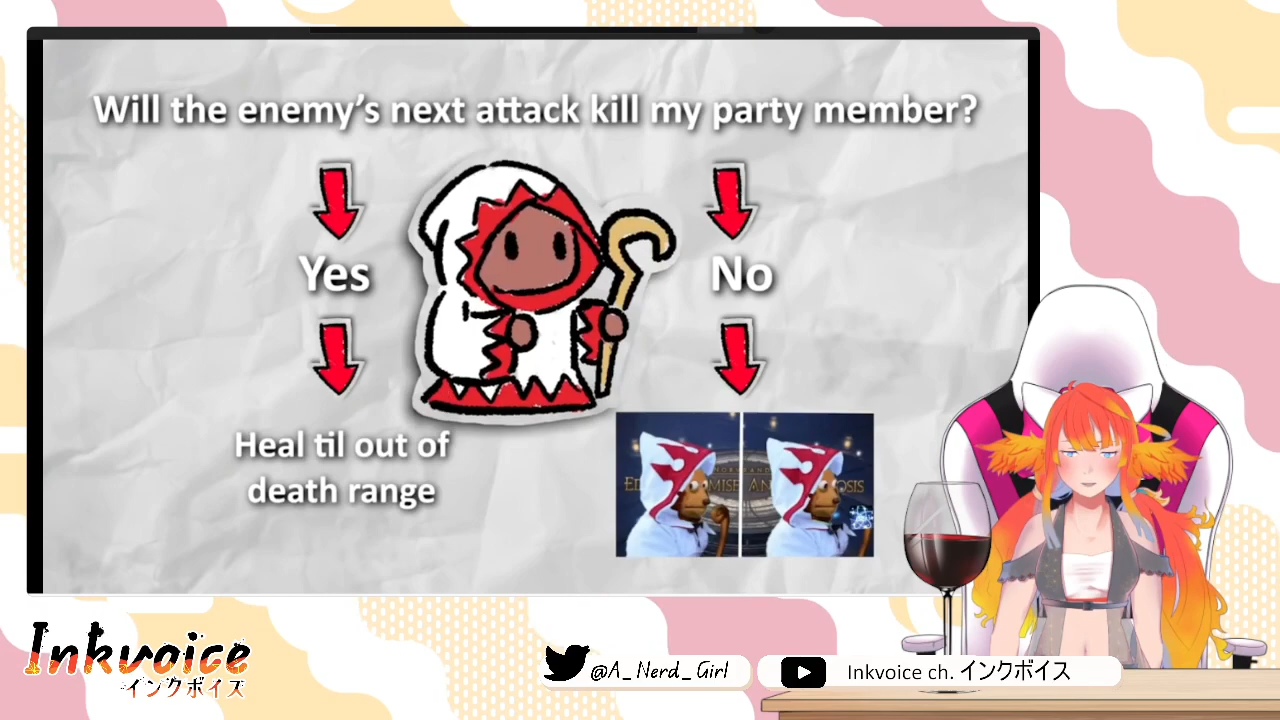 Will the enemy's next attack kill my party member?
Yes
No
Heal til out of
death range
Inkvoice
インクボイス
@A_Nerd_Girl
Inkvoice ch. インクボイス